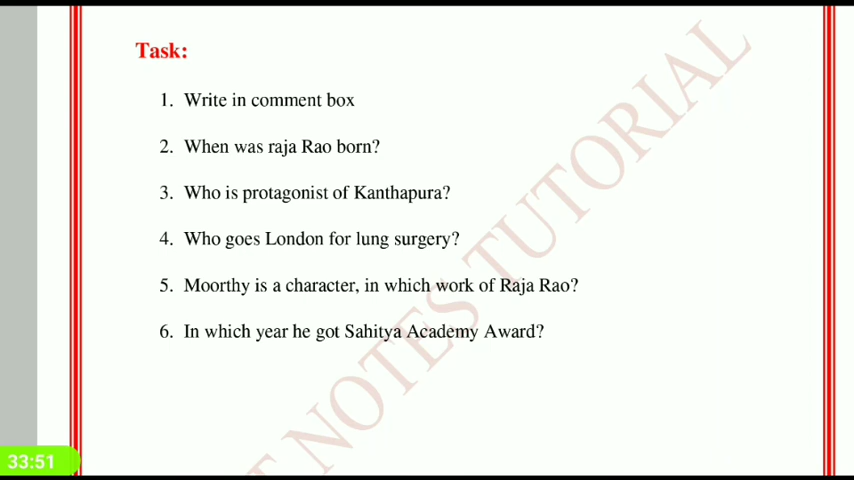 Task:
1. Write in comment box
2. When was raja Rao born?
3. Who is protagonist of Kanthapura?
4. Who goes London for lung surgery?
5. Moorthy is a character, in which work of Raja Rao?
6. In which year he got Sahitya Academy Award?
NOTES TUTORIAL
33:51